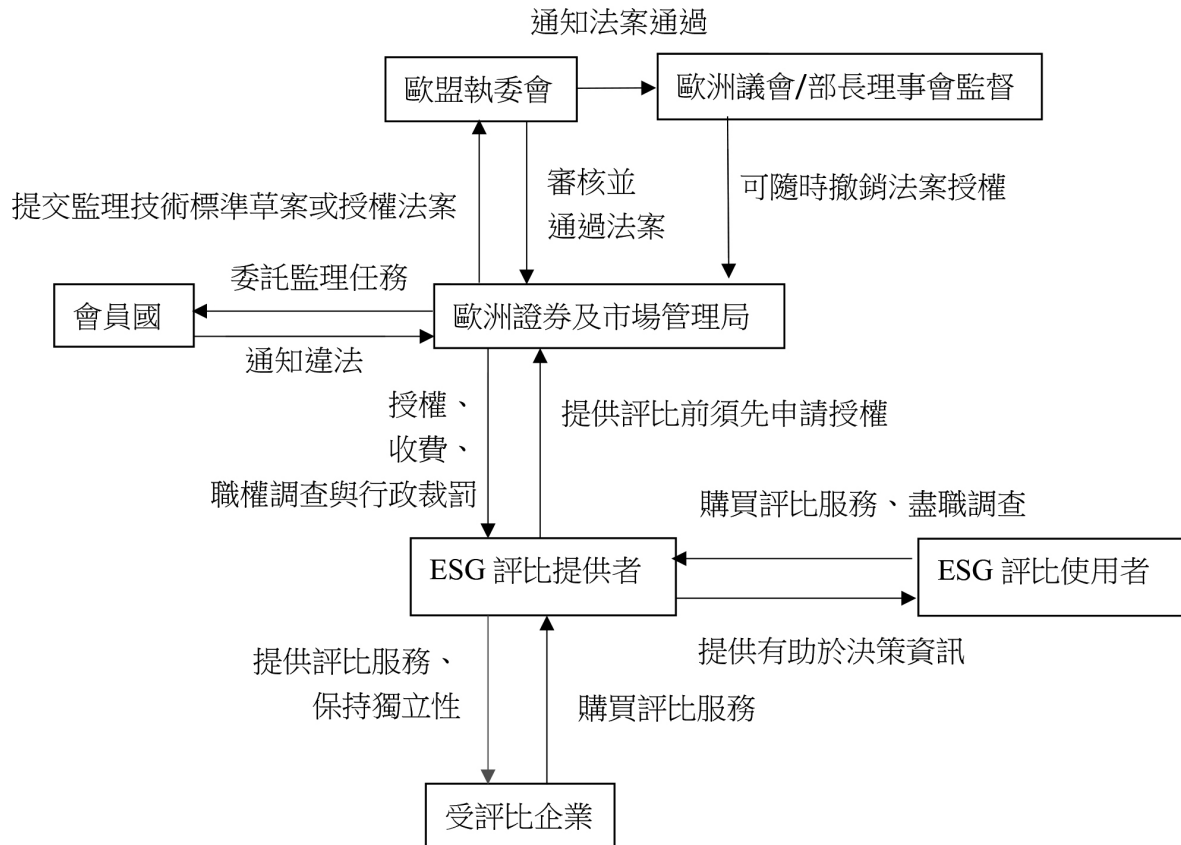 通知法案通過
歐盟執委會
歐洲議會/部長理事會監督
提交監理技術標準草案或授權法案
審核並
通過法案
可隨時撤銷法案授權
委託監理任務
會員國
歐洲證券及市場管理局
通知違法
授權、
收費、
職權調查與行政裁罰
提供評比前須先申請授權
購買評比服務、盡職調查
ESG 評比提供者
ESG 評比使用者
提供有助於決策資訊
提供評比服務、
保持獨立性
購買評比服務
受評比企業